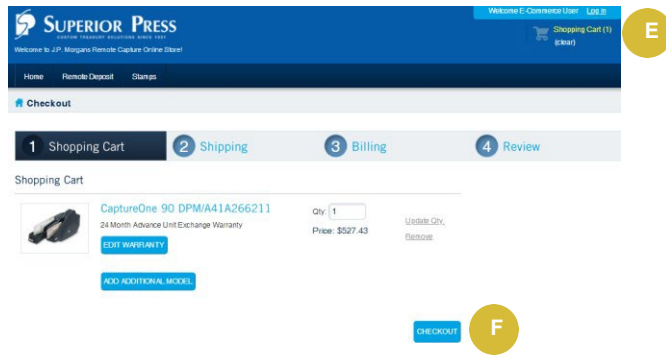 Welcome E-Commerce User Log in
SUPERIOR PRESS
CUSTOM TREASURY SOLUTIONS SINCE 1931
Welcome to J.P. Morgans Remote Capture Online Store!
Shopping Cart (1)
(clear)
E
Home Remote Deposit Stamps
Checkout
1 Shopping Cart 2 Shipping 3 Billing 4 Review
Shopping Cart
CaptureOne 90 DPM/A41A266211
24 Month Advance Unit Exchange Warranty
EDIT WARRANTY
Qty: 1
Price: $527.43
Update Qty.
Remove
ADD ADDITIONAL MODEL
CHECKOUT
F